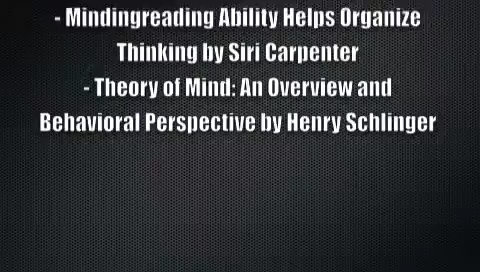 - Mindingreading Ability Helps Organize
Thinking by Siri Carpenter
- Theory of Mind: An Overview and
Behavioral Perspective by Henry Schlinger